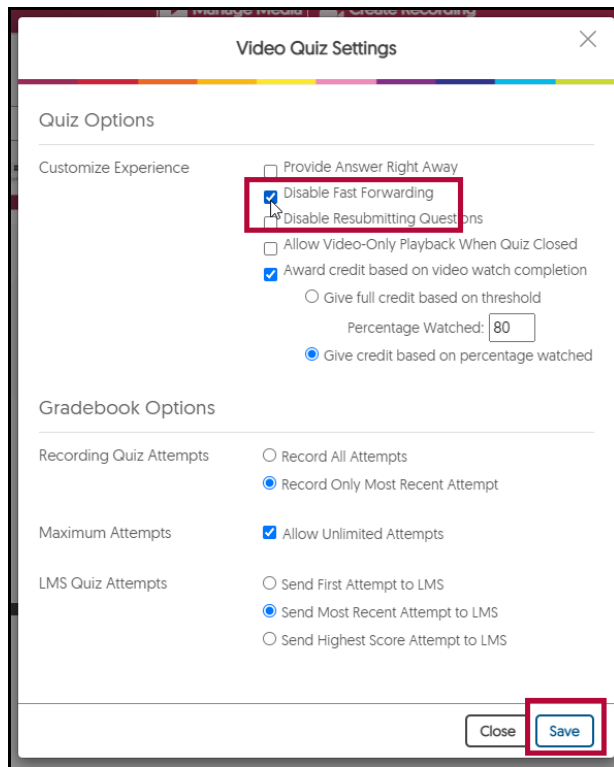 Manage Media Create Recording
Video Quiz Settings
Quiz Options
Customize Experience
Provide Answer Right Away
Disable Fast Forwarding
Disable Resubmitting Questions
Allow Video-Only Playback When Quiz Closed
Award credit based on video watch completion
Give full credit based on threshold
Percentage Watched: 80
Give credit based on percentage watched
Gradebook Options
Recording Quiz Attempts
Record All Attempts
Record Only Most Recent Attempt
Maximum Attempts
Allow Unlimited Attempts
LMS Quiz Attempts
Send First Attempt to LMS
Send Most Recent Attempt to LMS
Send Highest Score Attempt to LMS
Close Save